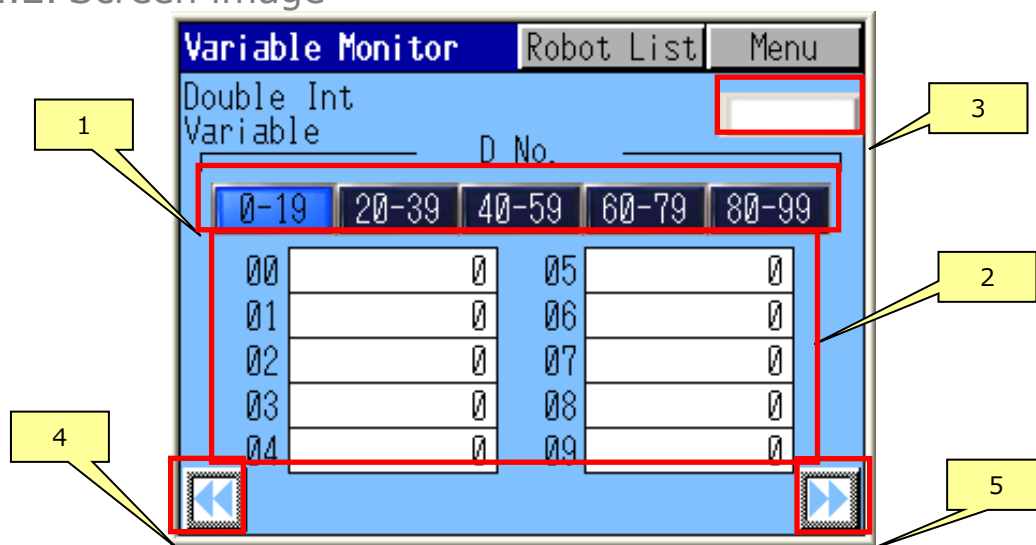 Screen Image
Variable Monitor Robot List Menu
Double Int
Variable
D No.
0-19 20-39 40-59 60-79 80-99
00 0 05 0
01 0 06 0
02 0 07 0
03 0 08 0
04 0 09 0
1
2
3
4
5